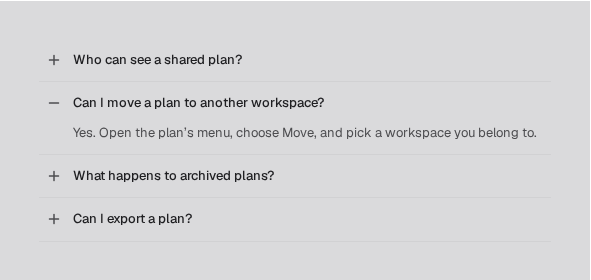 Who can see a shared plan?
Can I move a plan to another workspace?
Yes. Open the plan’s menu, choose Move, and pick a workspace you belong to.
What happens to archived plans?
Can I export a plan?